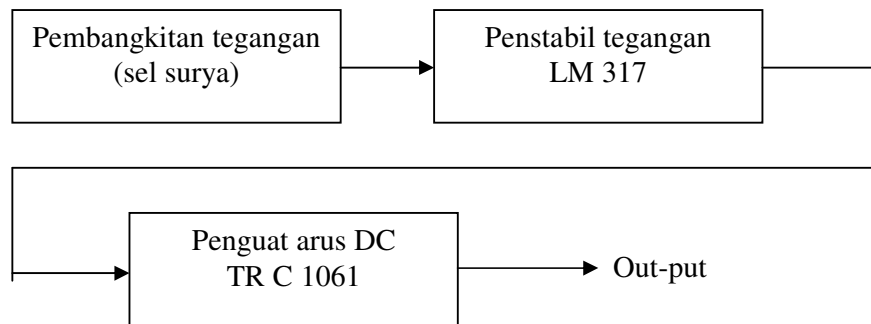 Pembangkitan tegangan
(sel surya)
Penstabil tegangan
LM 317
Penguat arus DC
TR C 1061
Out-put